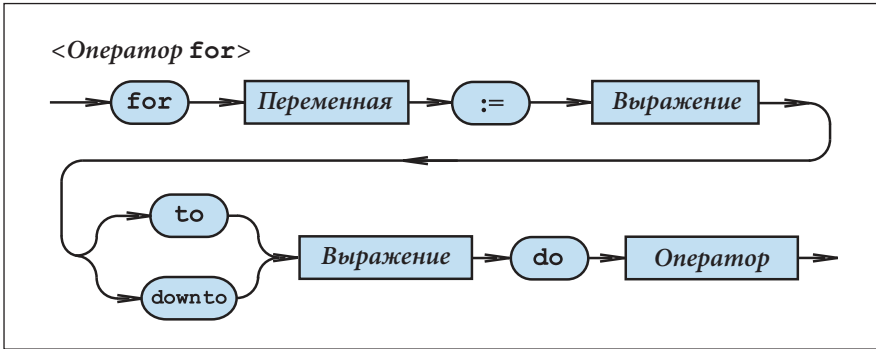 <Оператор for>
for Переменная := Выражение
to
Выражение do Оператор
downto